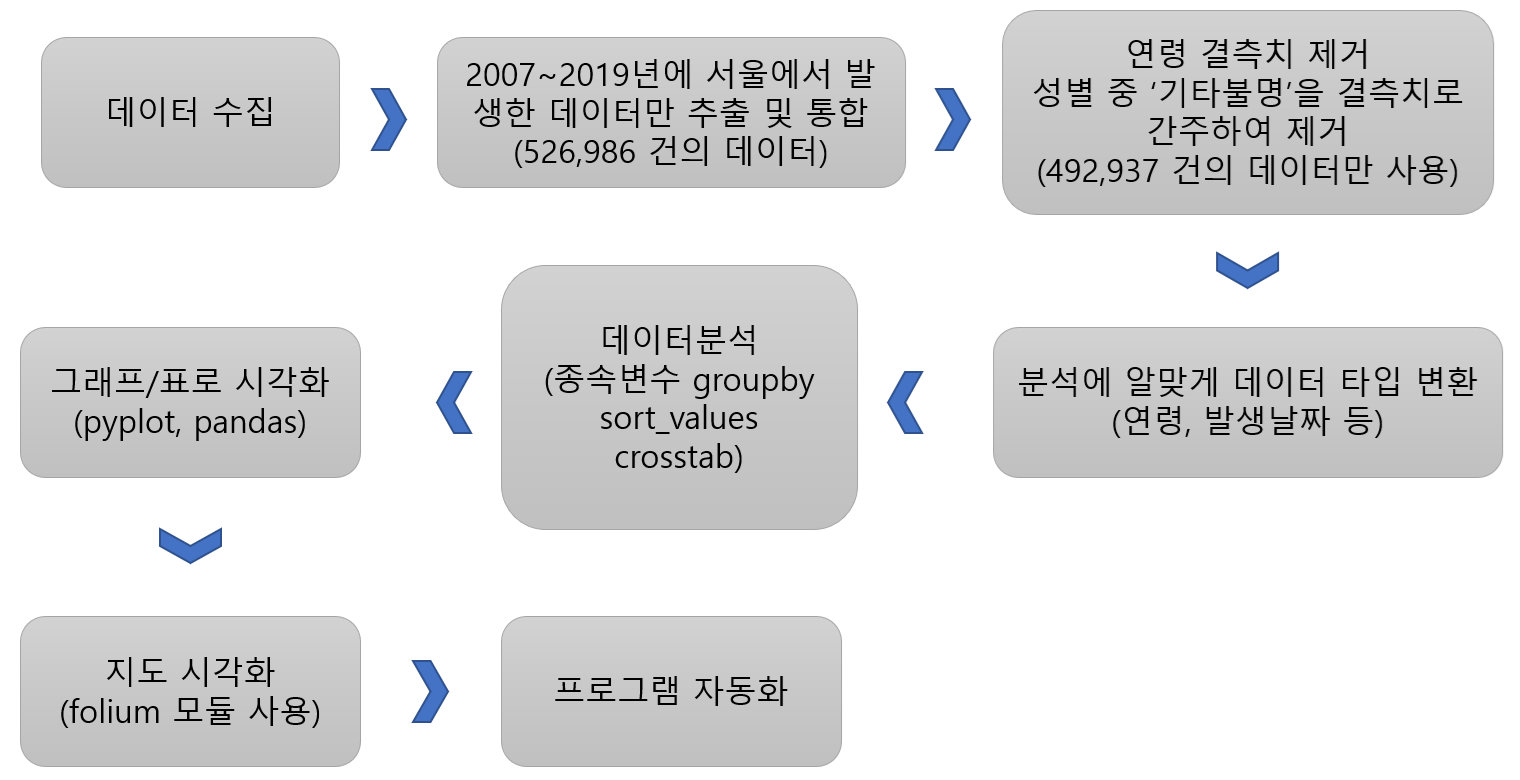 데이터 수집
2007~2019년에 서울에서 발
생한 데이터만 추출 및 통합
(526,986 건의 데이터)
연령 결측치 제거
성별 중 ‘기타불명’을 결측치로
간주하여 제거
(492,937 건의 데이터만 사용)
분석에 알맞게 데이터 타입 변환
(연령, 발생날짜 등)
데이터분석
(종속변수 groupby
sort_values
crosstab)
그래프/표로 시각화
(pyplot, pandas)
지도 시각화
(folium 모듈 사용)
프로그램 자동화